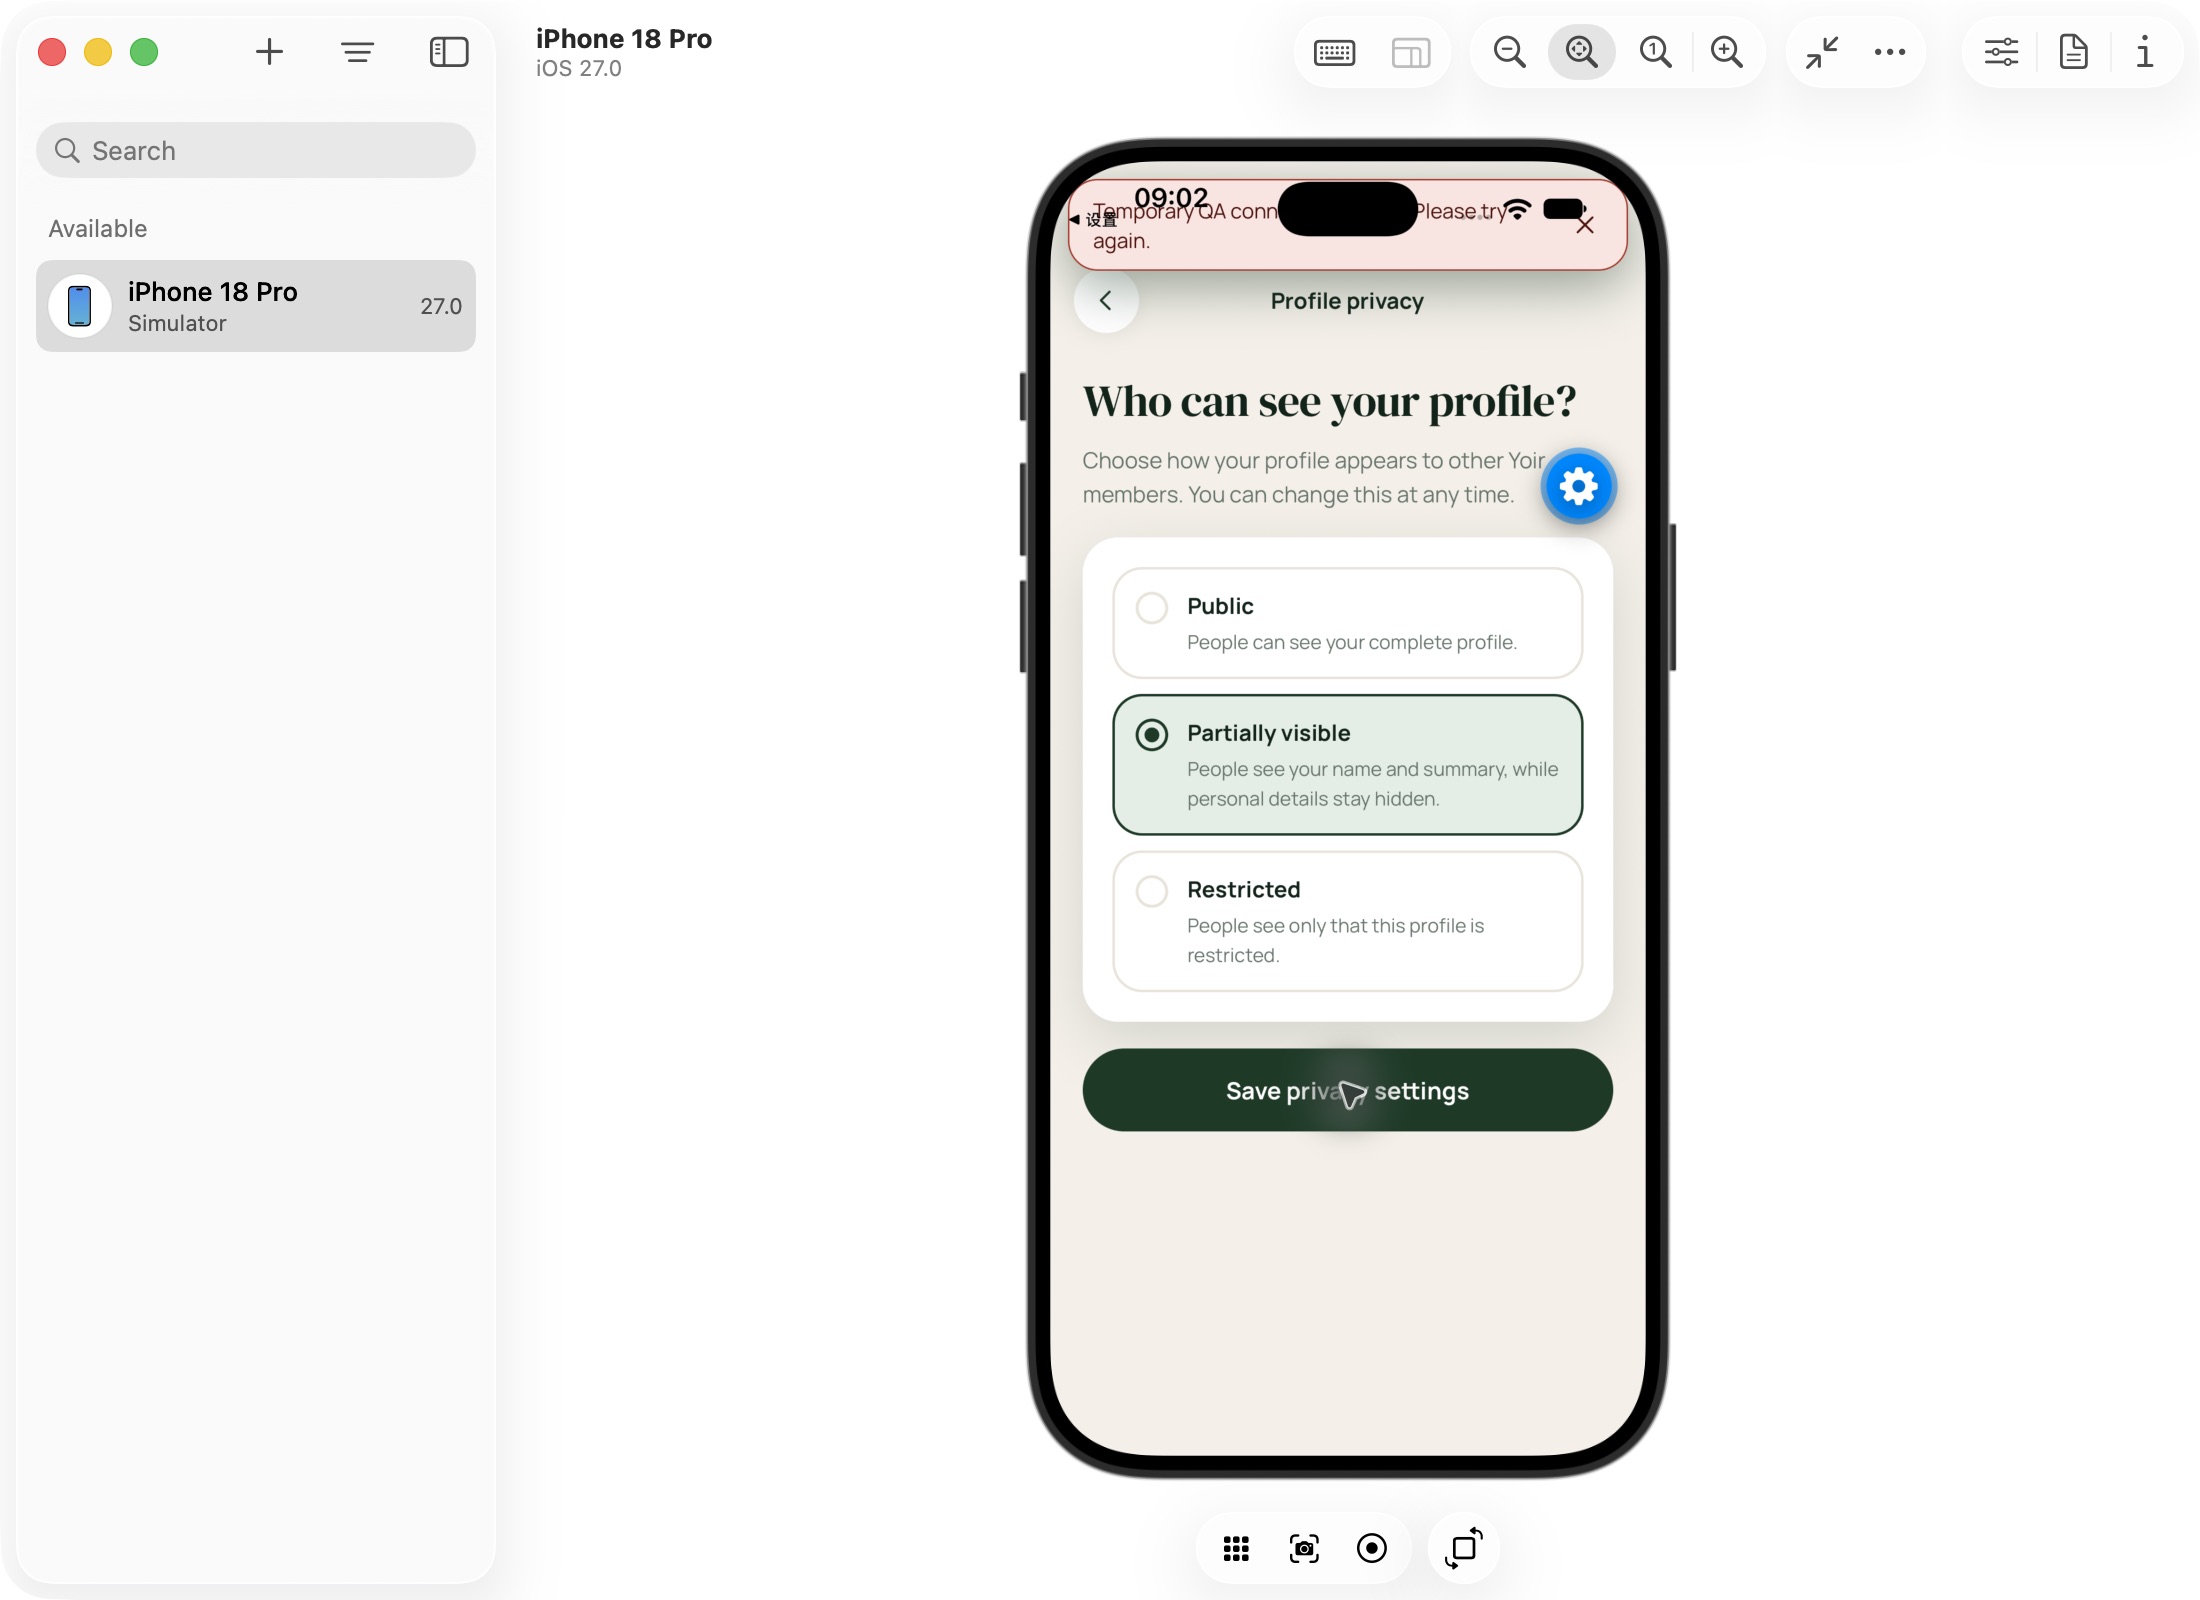 iPhone 18 Pro
iOS 27.0
Search
Available
iPhone 18 Pro
27.0
Simulator
09:02
设置
Temporary QA conn Please try
again.
Profile privacy
Who can see your profile?
Choose how your profile appears to other Yoir
members. You can change this at any time.
Public
People can see your complete profile.
Partially visible
People see your name and summary, while
personal details stay hidden.
Restricted
People see only that this profile is
restricted.
Save privacy settings